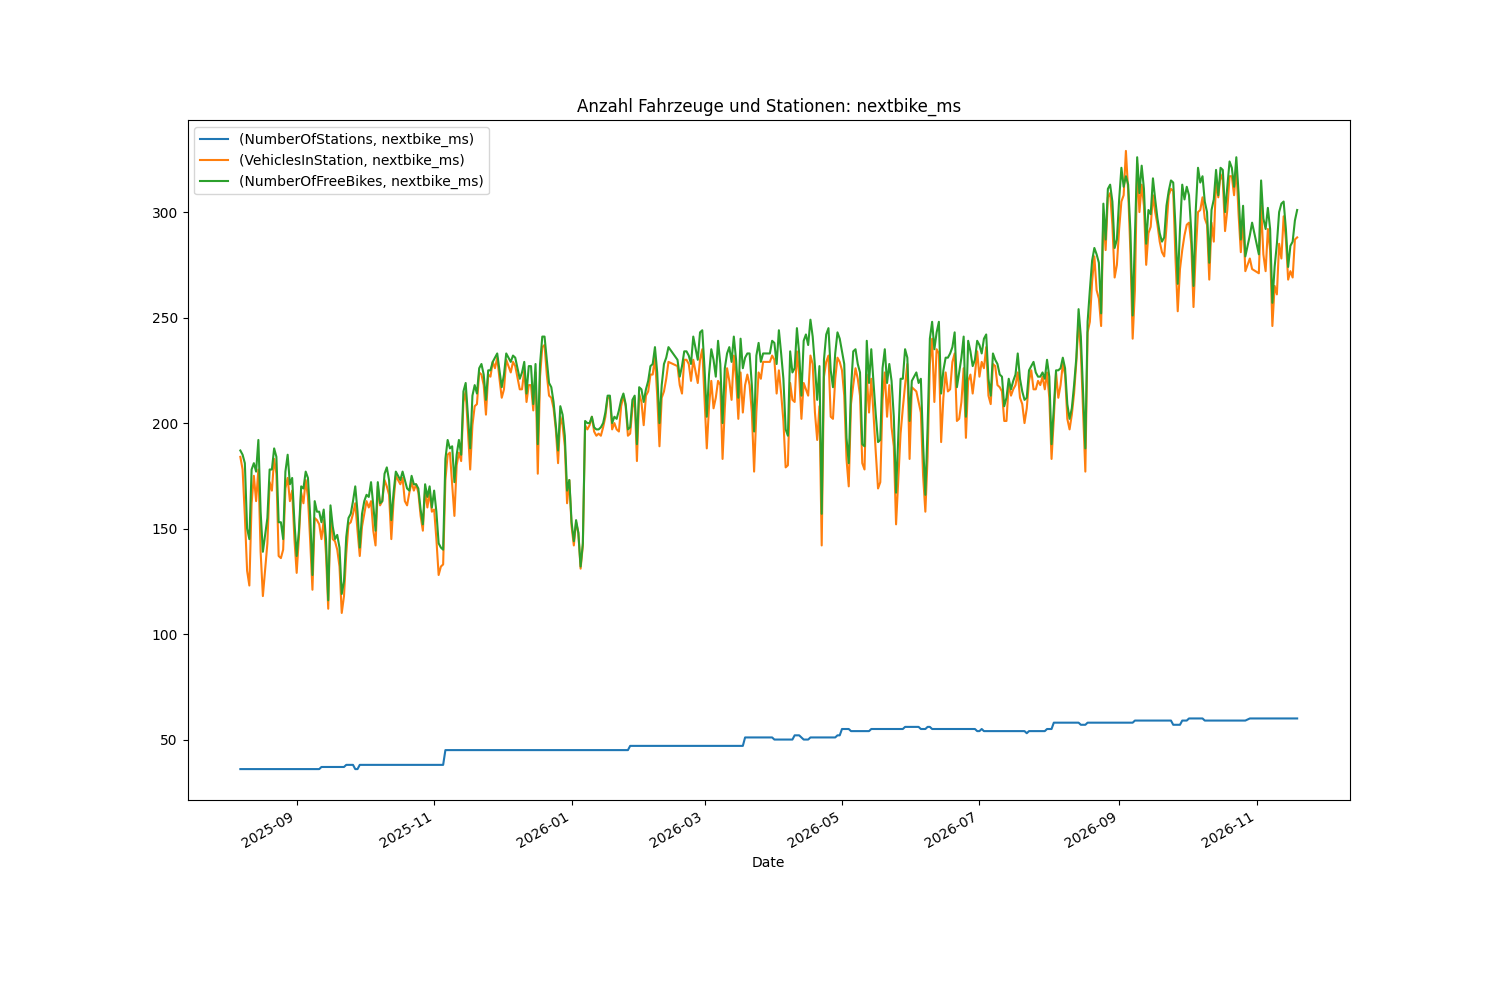 Anzahl Fahrzeuge und Stationen: nextbike_ms
(NumberOfStations, nextbike_ms)
(VehiclesInStation, nextbike_ms)
(NumberOfFreeBikes, nextbike_ms)
300
250
200
150
100
50
2025-09
2025-11
2026-01
2026-03
2026-05
2026-07
2026-09
2026-11
Date